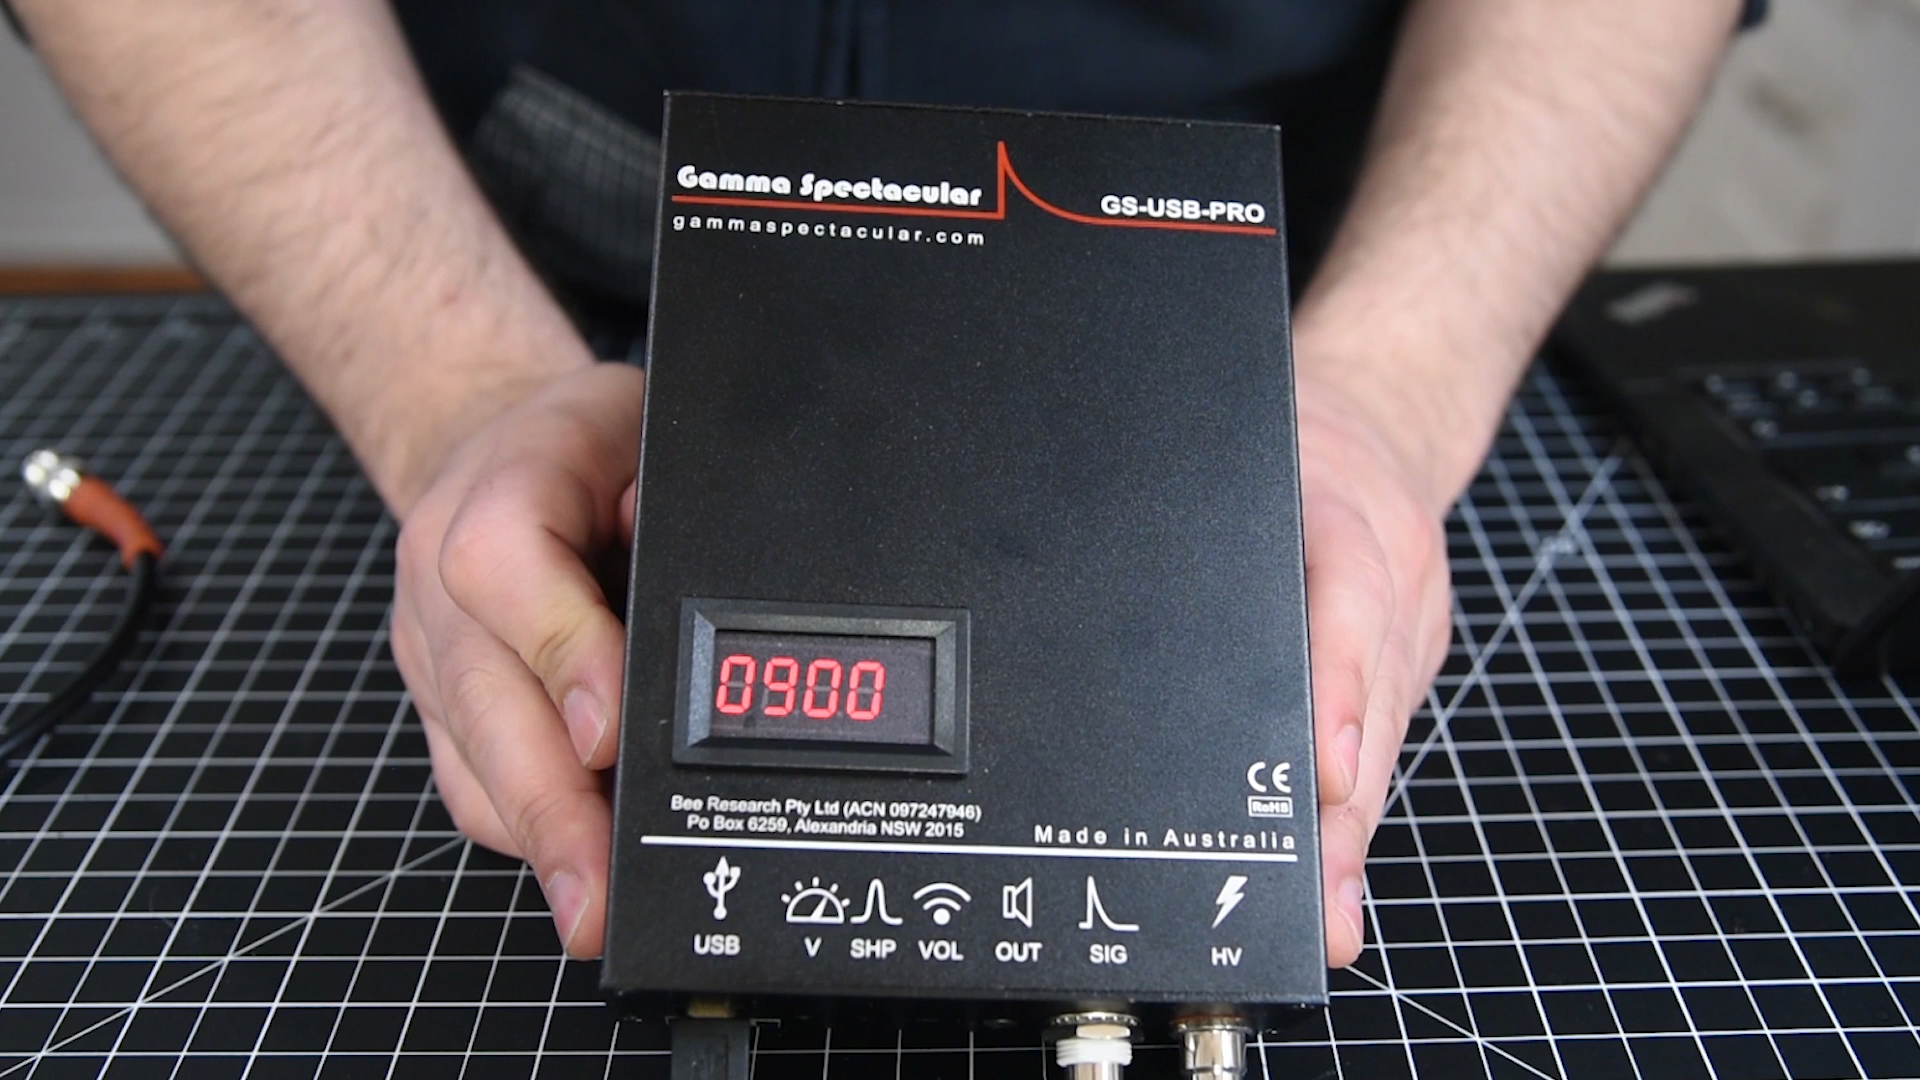 Gamma Spectacular
GS-USB-PRO
gammaspectacular.com
0900
CE
RoHS
Bee Research Pty Ltd (ACN 097247946)
Po Box 6259, Alexandria NSW 2015
Made in Australia
USB V SHP VOL OUT SIG HV